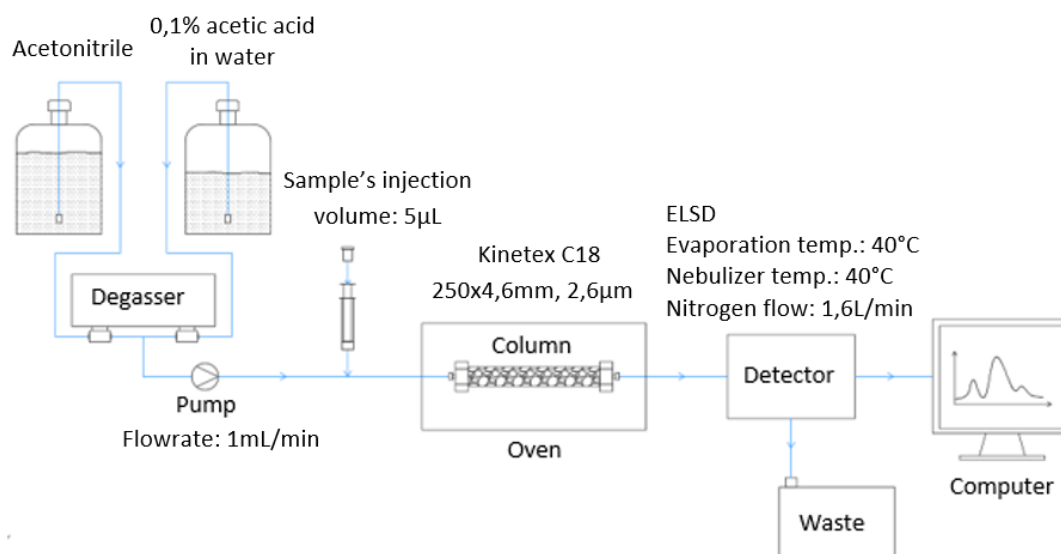 Acetonitrile
0,1% acetic acid
in water
Sample’s injection
volume: 5µL
Degasser
Pump
Flowrate: 1mL/min
Kinetex C18
250x4,6mm, 2,6µm
Column
Oven
ELSD
Evaporation temp.: 40°C
Nebulizer temp.: 40°C
Nitrogen flow: 1,6L/min
Detector
Waste
Computer